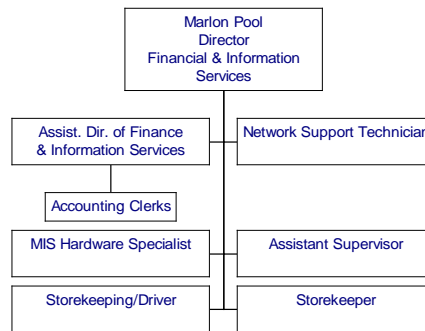 Marlon Pool
Director
Financial & Information
Services
Assist. Dir. of Finance
& Information Services
Network Support Technician
Accounting Clerks
MIS Hardware Specialist
Assistant Supervisor
Storekeeping/Driver
Storekeeper